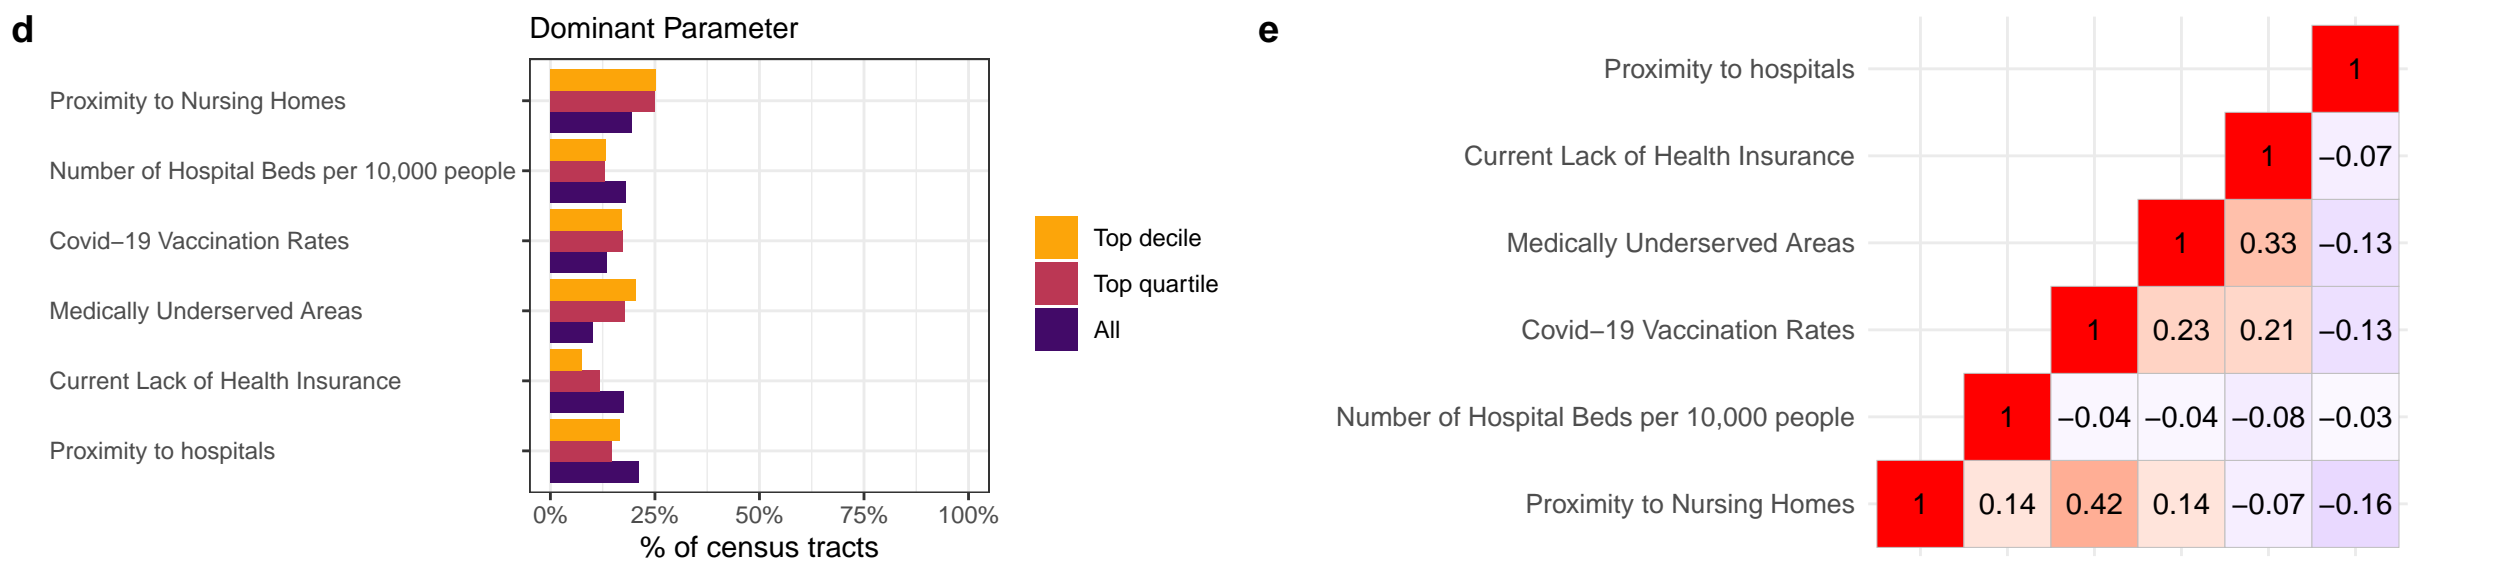 d
Dominant Parameter
Proximity to Nursing Homes
Number of Hospital Beds per 10,000 people
Covid−19 Vaccination Rates
Medically Underserved Areas
Current Lack of Health Insurance
Proximity to hospitals
0% 25% 50% 75% 100%
% of census tracts
Top decile
Top quartile
All
e
Proximity to hospitals 1
Current Lack of Health Insurance 1 −0.07
Medically Underserved Areas 1 0.33 −0.13
Covid−19 Vaccination Rates 1 0.23 0.21 −0.13
Number of Hospital Beds per 10,000 people 1 −0.04 −0.04 −0.08 −0.03
Proximity to Nursing Homes 1 0.14 0.42 0.14 −0.07 −0.16